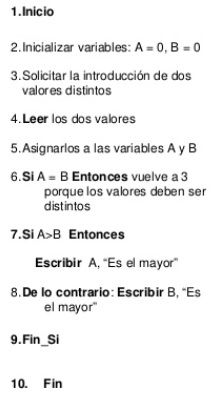 1.Inicio
2.Inicializar variables: A = 0, B = 0
3.Solicitar la introducción de dos
valores distintos
4.Leer los dos valores
5.Asignarlos a las variables A y B
6.Si A = B Entonces vuelve a 3
porque los valores deben ser
distintos
7.Si A>B Entonces
Escribir A, “Es el mayor”
8.De lo contrario: Escribir B, “Es
el mayor”
9.Fin_Si
10. Fin